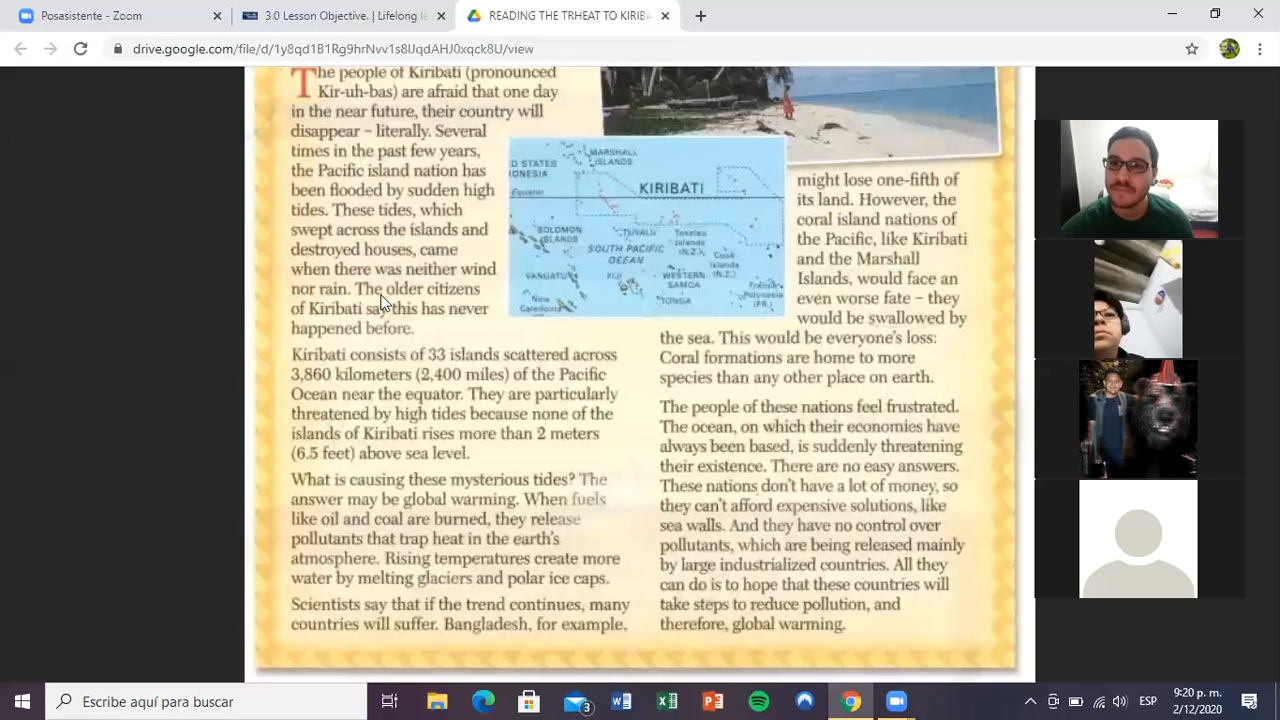 Posasistente - Zoom
3.0 Lesson Objective. | Lifelong le
READING THE TRHEAT TO KIRIBA
drive.google.com/file/d/1y8qd1B1Rg9hrNvv1s8lJqdAHJ0xqck8U/view
The people of Kiribati (pronounced
Kir-uh-bas) are afraid that one day
in the near future, their country will
disappear – literally. Several
times in the past few years,
the Pacific island nation has
been flooded by sudden high
tides. These tides, which
swept across the islands and
destroyed houses, came
when there was neither wind
nor rain. The older citizens
of Kiribati say this has never
happened before.
Kiribati consists of 33 islands scattered across
3,860 kilometers (2,400 miles) of the Pacific
Ocean near the equator. They are particularly
threatened by high tides because none of the
islands of Kiribati rises more than 2 meters
(6.5 feet) above sea level.
What is causing these mysterious tides? The
answer may be global warming. When fuels
like oil and coal are burned, they release
pollutants that trap heat in the earth's
atmosphere. Rising temperatures create more
water by melting glaciers and polar ice caps.
Scientists say that if the trend continues, many
countries will suffer. Bangladesh, for example,
MARSHALL
ISLANDS
D STATES
ONESIA
KIRIBATI
Equator
SOLOMON
ISLANDS
TUVALU
Tokelau
Islands
(N.Z.)
SOUTH PACIFIC
OCEAN
Cook
Islands
(N.Z.)
VANUATU
FIJI
WESTERN
SAMOA
French
Polynesia
(FR.)
New
Caledonia
TONGA
might lose one-fifth of
its land. However, the
coral island nations of
the Pacific, like Kiribati
and the Marshall
Islands, would face an
even worse fate – they
would be swallowed by
the sea. This would be everyone's loss:
Coral formations are home to more
species than any other place on earth.
The people of these nations feel frustrated.
The ocean, on which their economies have
always been based, is suddenly threatening
their existence. There are no easy answers.
These nations don't have a lot of money, so
they can't afford expensive solutions, like
sea walls. And they have no control over
pollutants, which are being released mainly
by large industrialized countries. All they
can do is to hope that these countries will
take steps to reduce pollution, and
therefore, global warming.
Escribe aquí para buscar
3
ESP
9:20 p. m.
2/12/2020